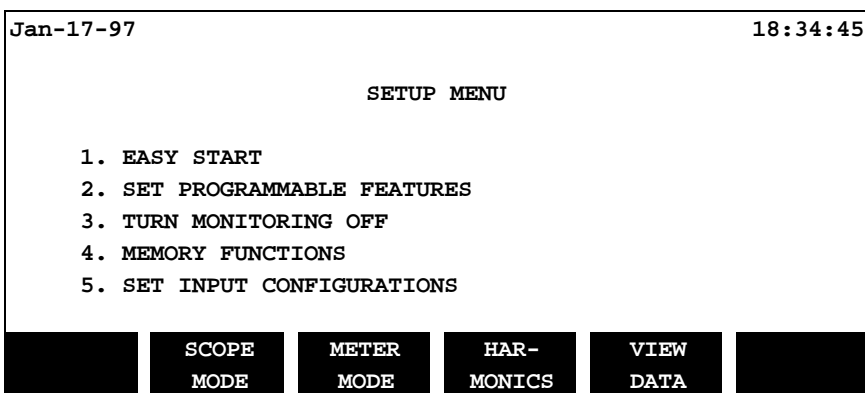 Jan-17-97 18:34:45
SETUP MENU
1. EASY START
2. SET PROGRAMMABLE FEATURES
3. TURN MONITORING OFF
4. MEMORY FUNCTIONS
5. SET INPUT CONFIGURATIONS
SCOPE METER HAR- VIEW
MODE MODE MONICS DATA